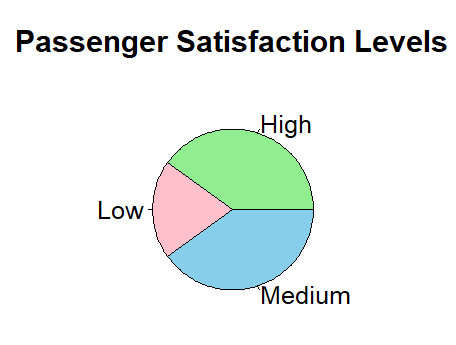 Passenger Satisfaction Levels
High
Low
Medium